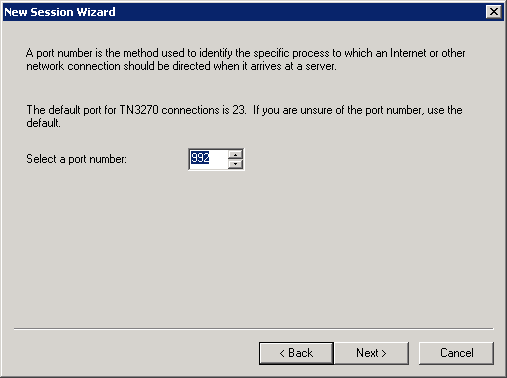 New Session Wizard
A port number is the method used to identify the specific process to which an Internet or other
network connection should be directed when it arrives at a server.
The default port for TN3270 connections is 23.  If you are unsure of the port number, use the
default.
Select a port number: 992
< Back Next > Cancel